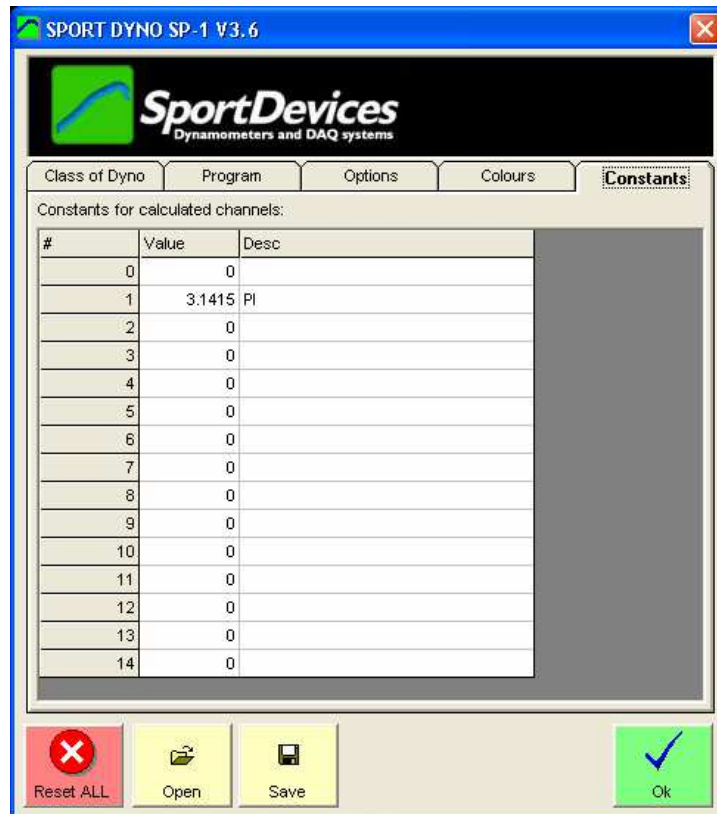 SPORT DYNO SP-1 V3.6
SportDevices
Dynamometers and DAQ systems
Class of Dyno Program Options Colours Constants
Constants for calculated channels:
# Value Desc
0 0
1 3.1415 PI
2 0
3 0
4 0
5 0
6 0
7 0
8 0
9 0
10 0
11 0
12 0
13 0
14 0
Reset ALL Open Save Ok